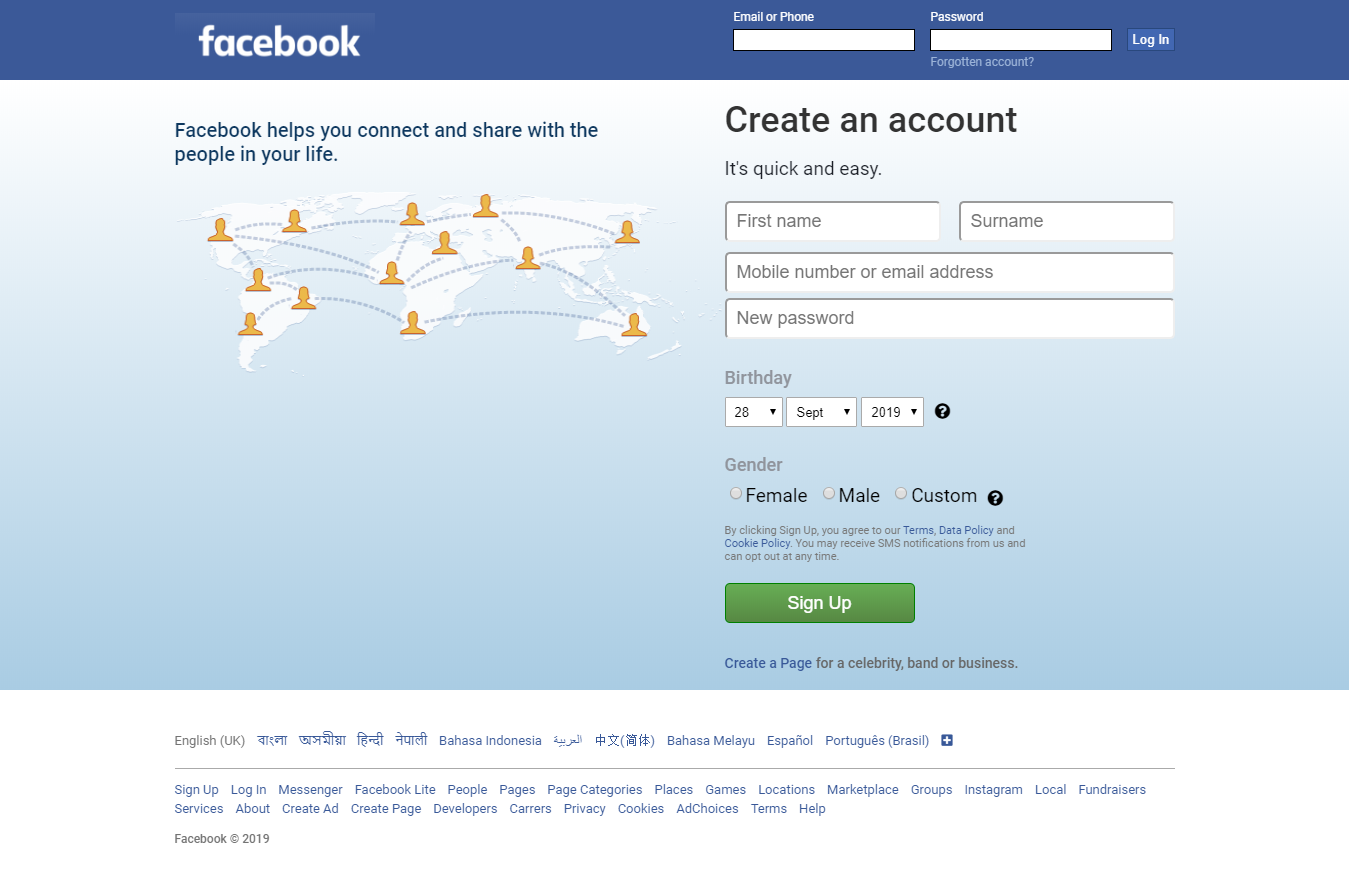 facebook
Email or Phone
Password
Log In
Forgotten account?
Facebook helps you connect and share with the
people in your life.
Create an account
It's quick and easy.
First name
Surname
Mobile number or email address
New password
Birthday
28 Sept 2019
Gender
Female Male Custom
By clicking Sign Up, you agree to our Terms, Data Policy and
Cookie Policy. You may receive SMS notifications from us and
can opt out at any time.
Sign Up
Create a Page for a celebrity, band or business.
English (UK) বাংলা অসমীয়া हिन्दी नेपाली Bahasa Indonesia العربية 中文(简体) Bahasa Melayu Español Português (Brasil)
Sign Up Log In Messenger Facebook Lite People Pages Page Categories Places Games Locations Marketplace Groups Instagram Local Fundraisers
Services About Create Ad Create Page Developers Carrers Privacy Cookies AdChoices Terms Help
Facebook © 2019